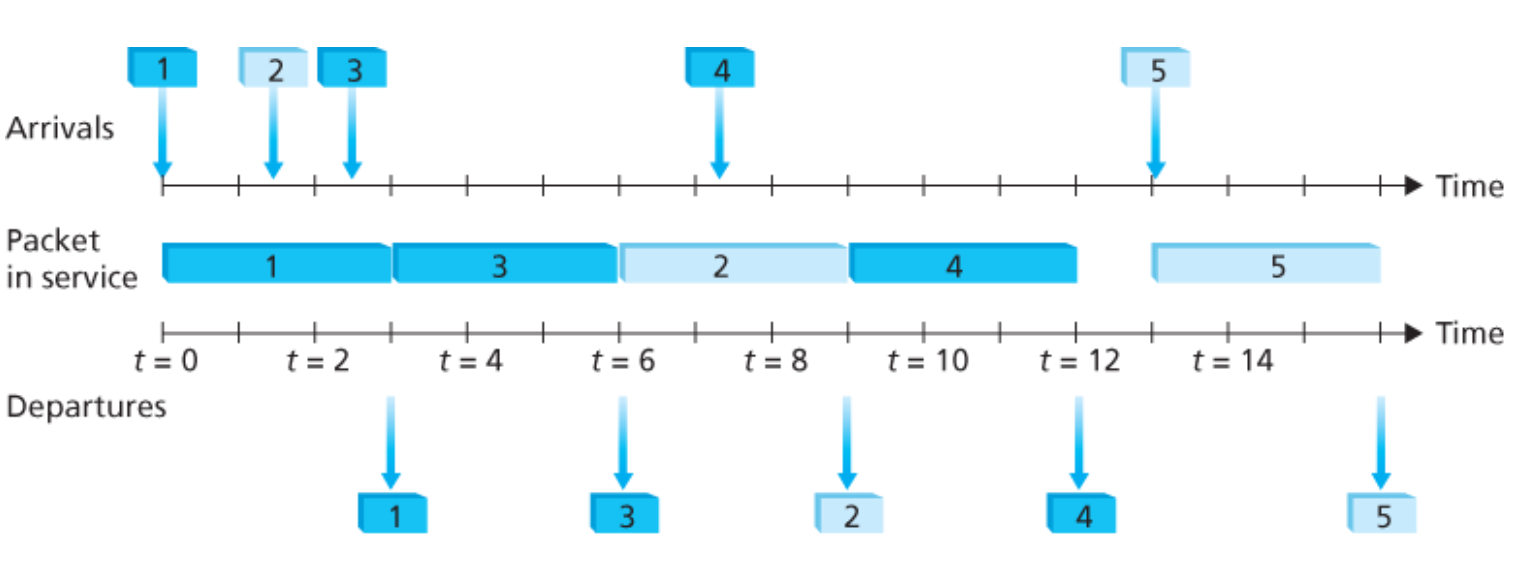 1 2 3 4 5
Arrivals
Time
Packet
in service
1 3 2 4 5
Time
t = 0 t = 2 t = 4 t = 6 t = 8 t = 10 t = 12 t = 14
Departures
1 3 2 4 5